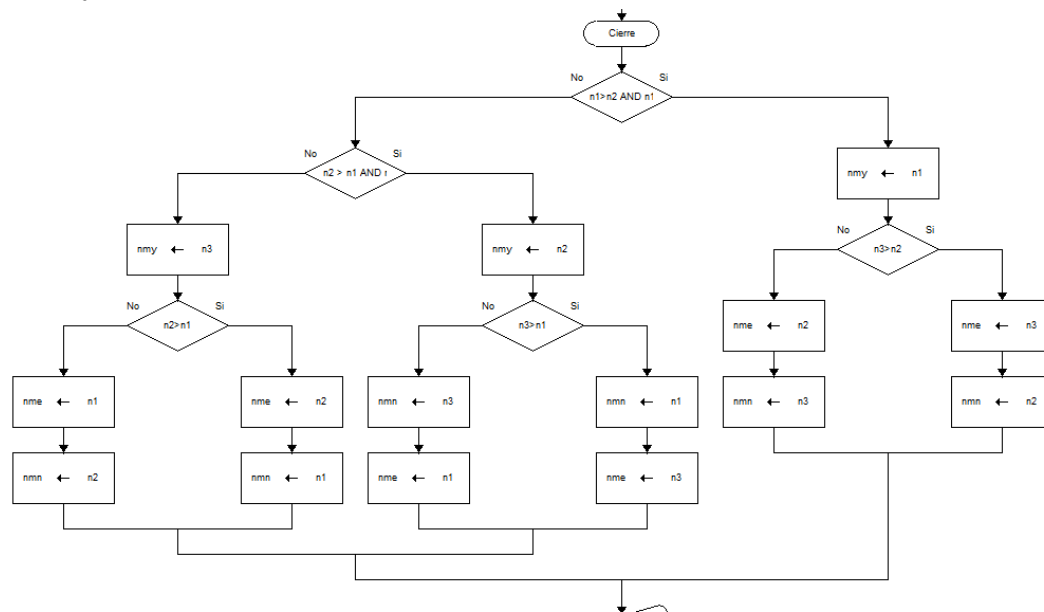 Cierre
No
Si
n1>n2 AND n1
No
Si
n2 > n1 AND
nmy ← n1
nmy ← n3
nmy ← n2
No
Si
n3>n2
No
Si
n2>n1
No
Si
n3>n1
nme ← n2
nme ← n3
nme ← n1
nme ← n2
nmn ← n3
nmn ← n1
nmn ← n3
nmn ← n2
nmn ← n2
nmn ← n1
nme ← n1
nme ← n3